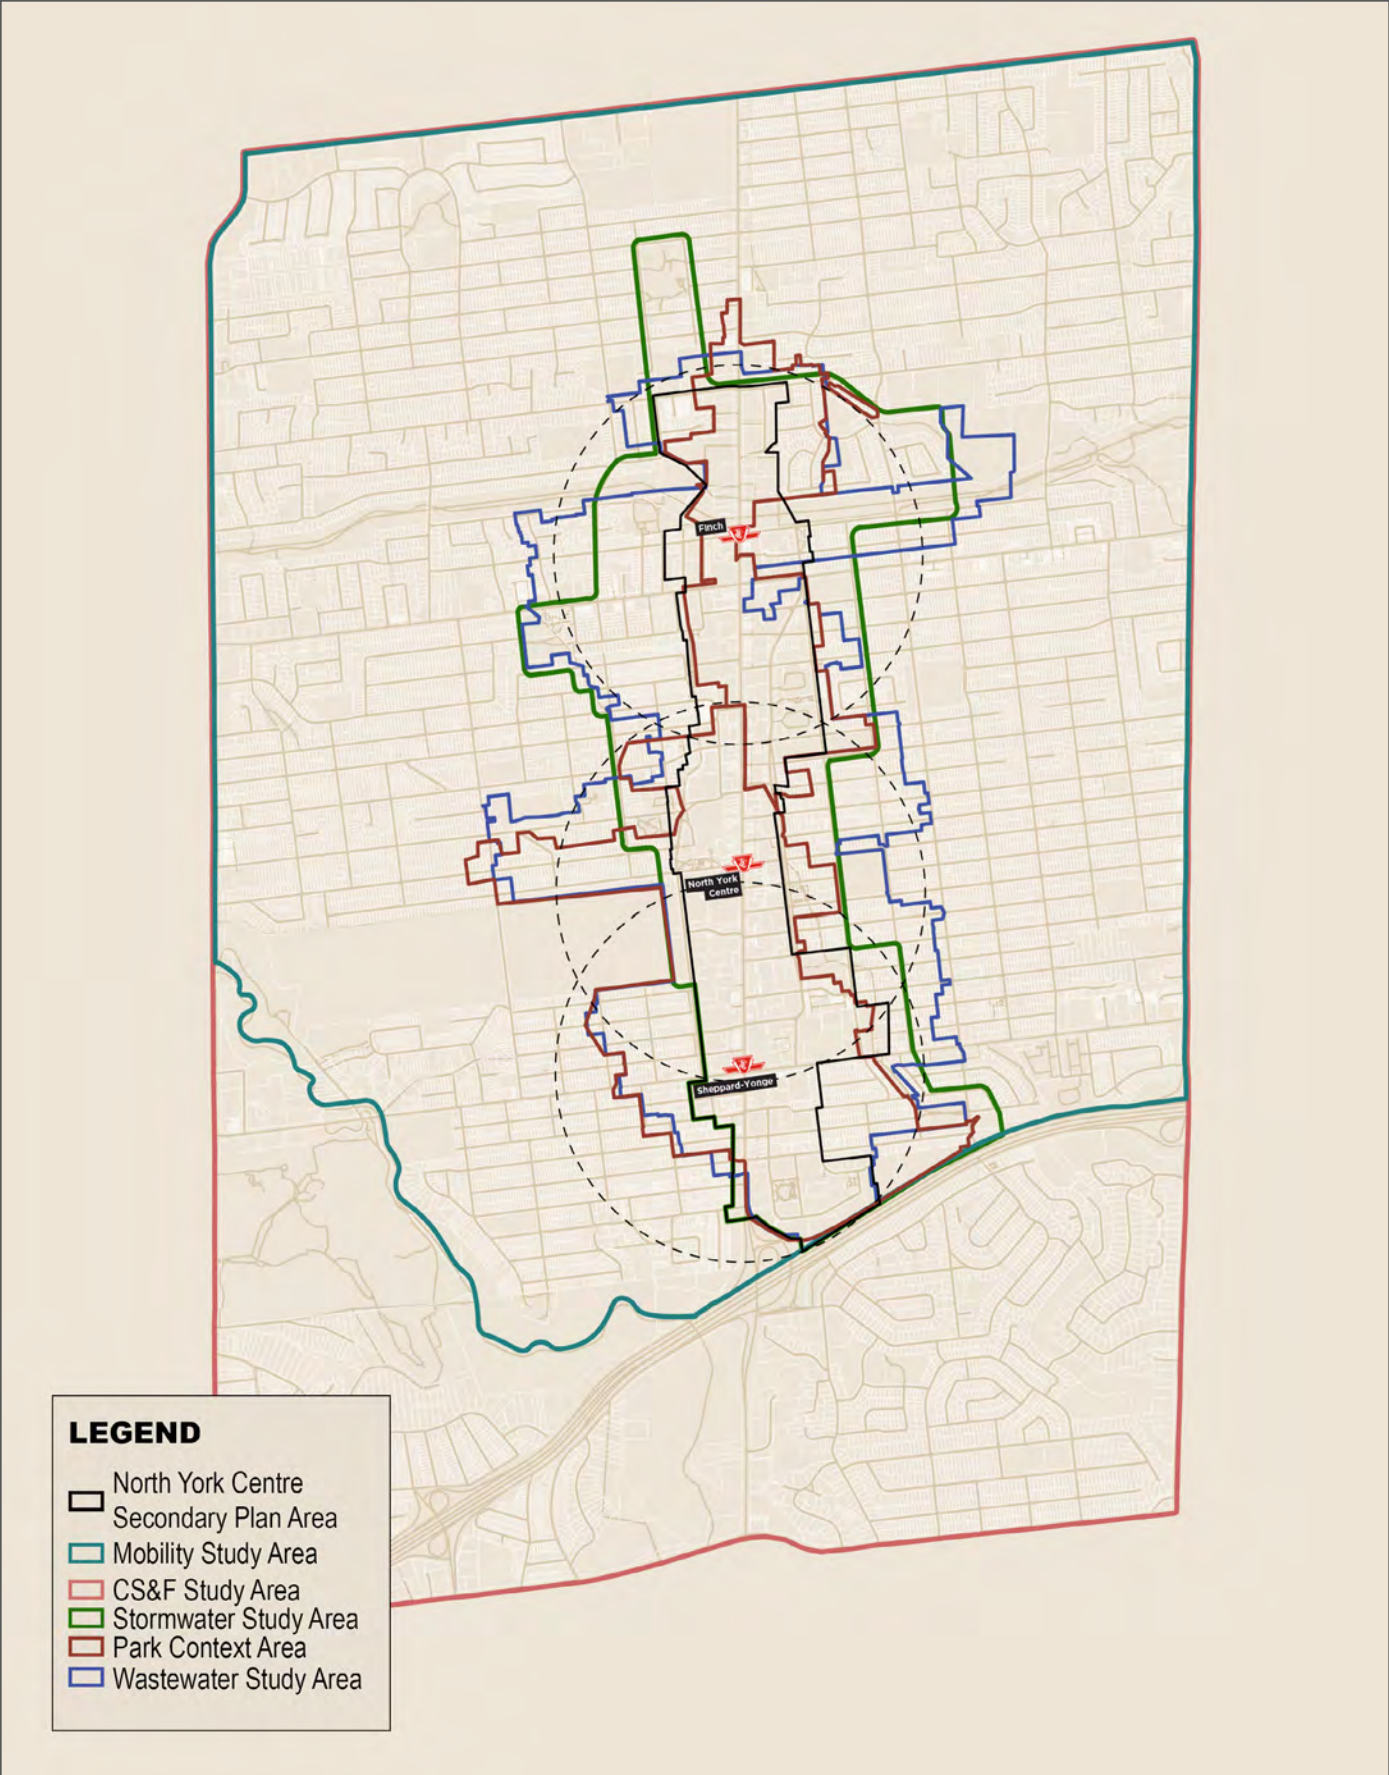 Finch
North York
Centre
Sheppard-Yonge
LEGEND
North York Centre
Secondary Plan Area
Mobility Study Area
CS&F Study Area
Stormwater Study Area
Park Context Area
Wastewater Study Area